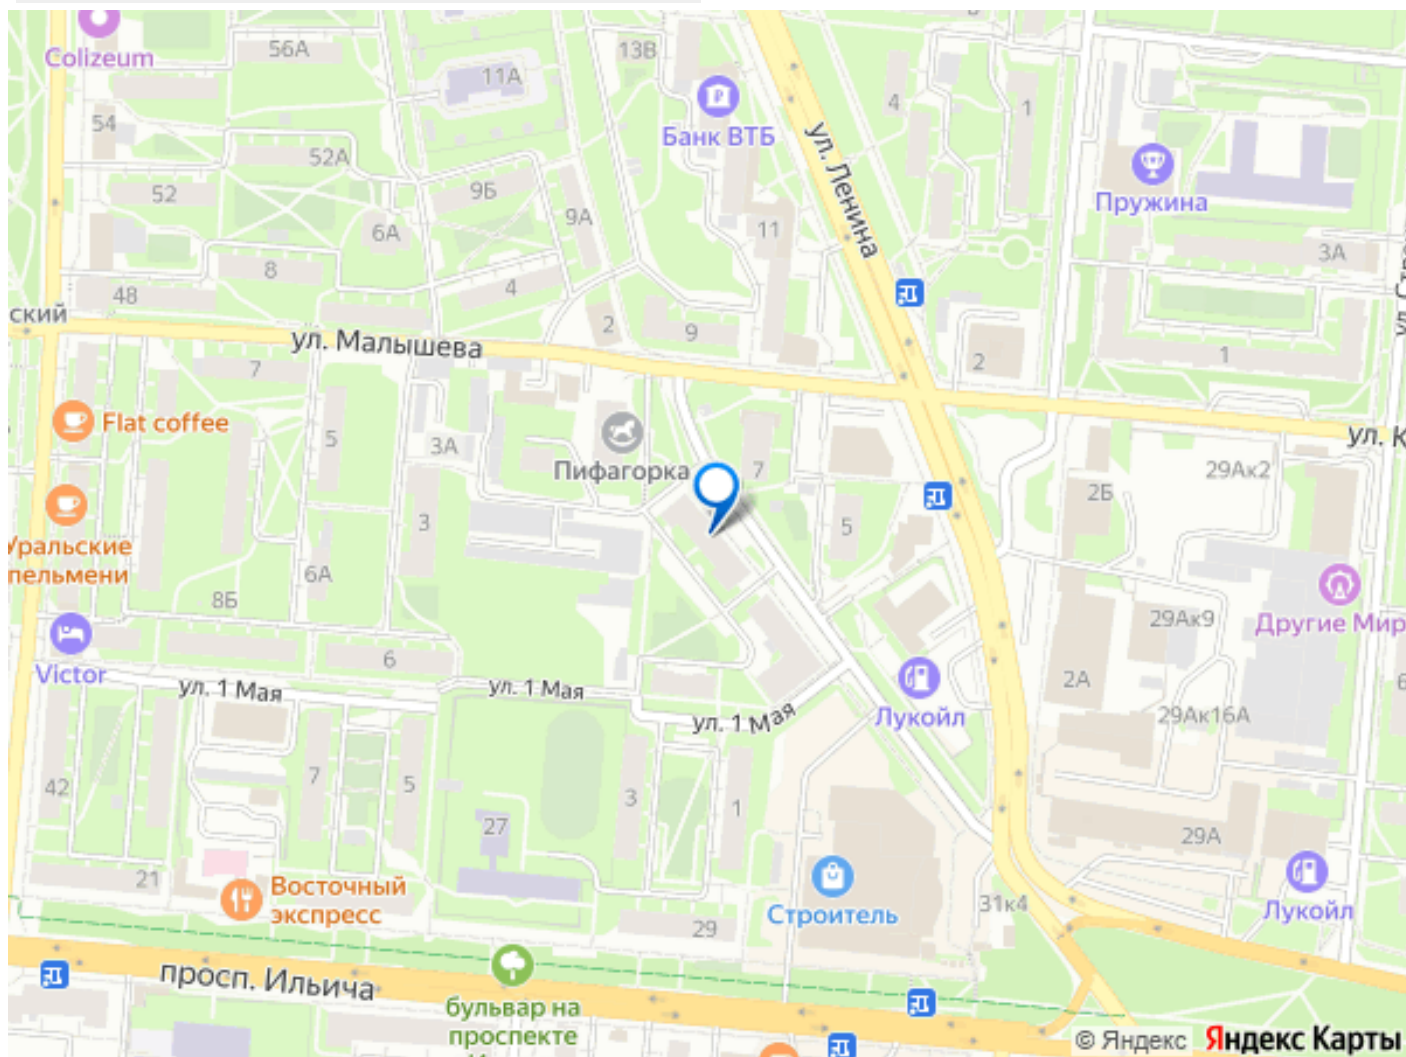 Colizeum
56А
11А
13В
Банк ВТБ
4
1
54
52А
52
9Б
9А
6А
11
ул. Ленина
Пружина
3А
8
4
48
ский
ул. Малышева
2
9
2
1
7
Flat coffee
5
3А
Пифагорка
7
ул. К
29Ак2
2Б
3
5
Уральские
пельмени
6А
8Б
29Ак9
Другие Мир
Victor
6
2А
6
ул. 1 Мая
ул. 1 Мая
ул. 1 Мая
Лукойл
29Ак16А
42
7
5
3
1
27
29А
21
Восточный
экспресс
Строитель
31к4
Лукойл
29
просп. Ильича
бульвар на
проспекте
© Яндекс Яндекс Карты